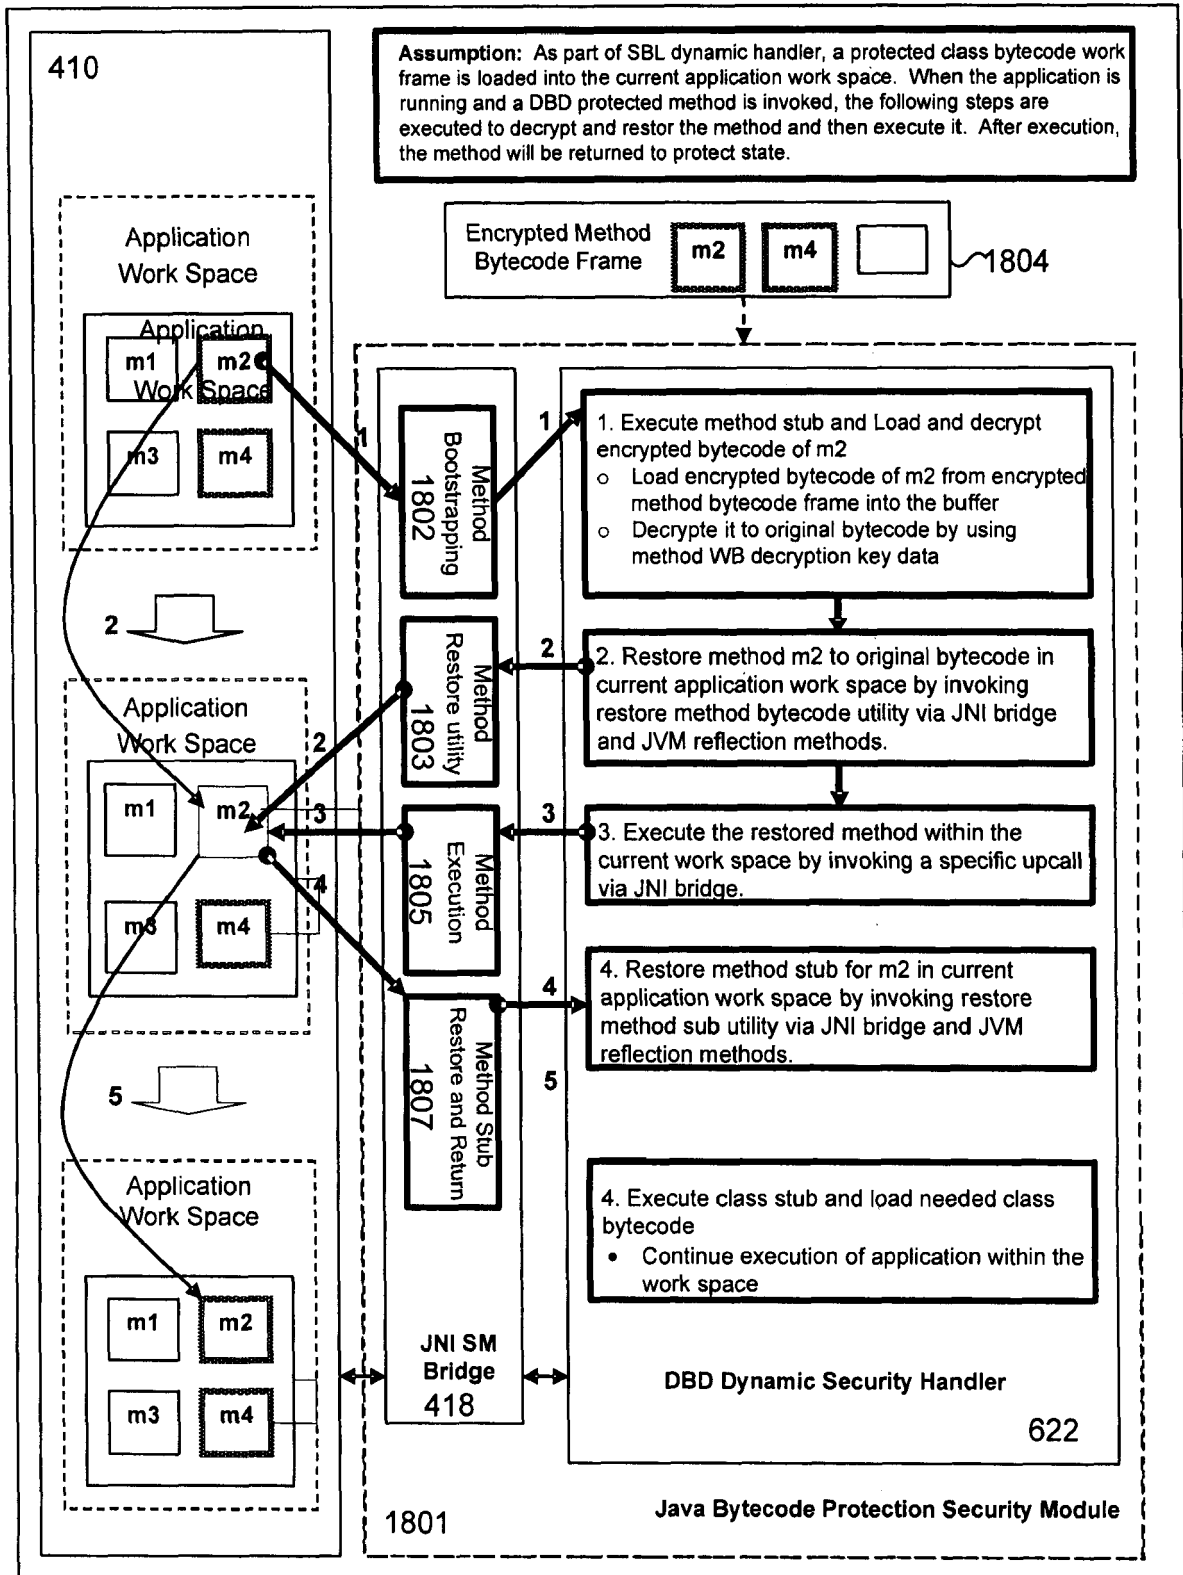 410
Assumption: As part of SBL dynamic handler, a protected class bytecode work
frame is loaded into the current application work space. When the application is
running and a DBD protected method is invoked, the following steps are
executed to decrypt and restor the method and then execute it. After execution,
the method will be returned to protect state.
Encrypted Method
Bytecode Frame
m2
m4
1804
Application
Work Space
Application
Work Space
m1
m2
m3
m4
1
Method
Bootstrapping
1802
1
1. Execute method stub and Load and decrypt
encrypted bytecode of m2
o Load encrypted bytecode of m2 from encrypted
method bytecode frame into the buffer
o Decrypte it to original bytecode by using
method WB decryption key data
2
Application
Work Space
m1
m2
m3
m4
2
3
4
Method
Restore utility
1803
2
2. Restore method m2 to original bytecode in
current application work space by invoking
restore method bytecode utility via JNI bridge
and JVM reflection methods.
Method
Execution
1805
3
3. Execute the restored method within the
current work space by invoking a specific upcall
via JNI bridge.
Method Stub
Restore and Return
1807
4
4. Restore method stub for m2 in current
application work space by invoking restore
method sub utility via JNI bridge and JVM
reflection methods.
5
5
Application
Work Space
m1
m2
m3
m4
4. Execute class stub and load needed class
bytecode
• Continue execution of application within the
work space
JNI SM
Bridge
418
DBD Dynamic Security Handler
622
1801
Java Bytecode Protection Security Module